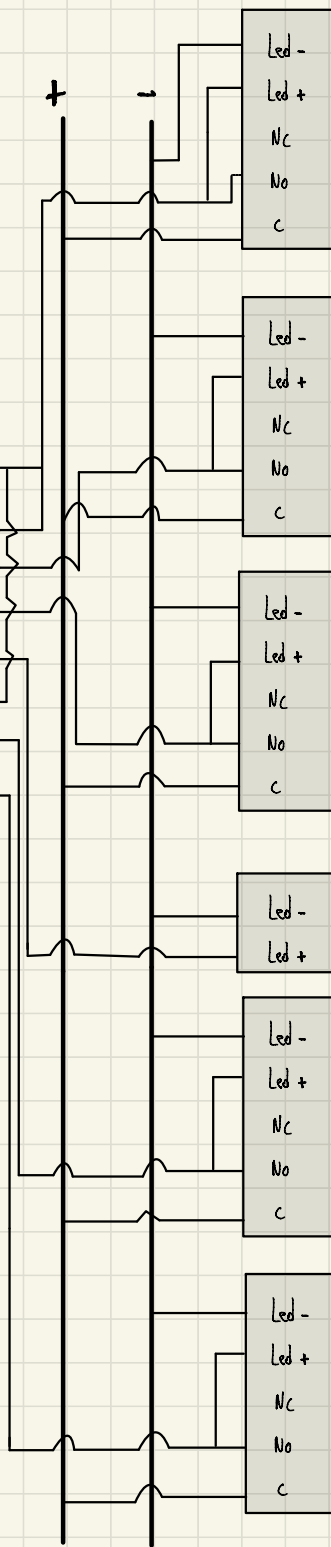 + -
Led -
Led +
NC
NO
C
Led -
Led +
NC
NO
C
Led -
Led +
NC
NO
C
Led -
Led +
Led -
Led +
NC
NO
C
Led -
Led +
NC
NO
C